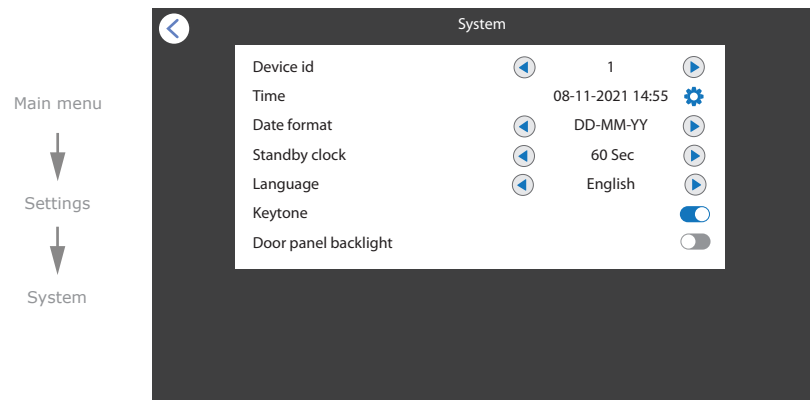 Main menu
Settings
System
System
Device id 1
Time 08-11-2021 14:55
Date format DD-MM-YY
Standby clock 60 Sec
Language English
Keytone
Door panel backlight